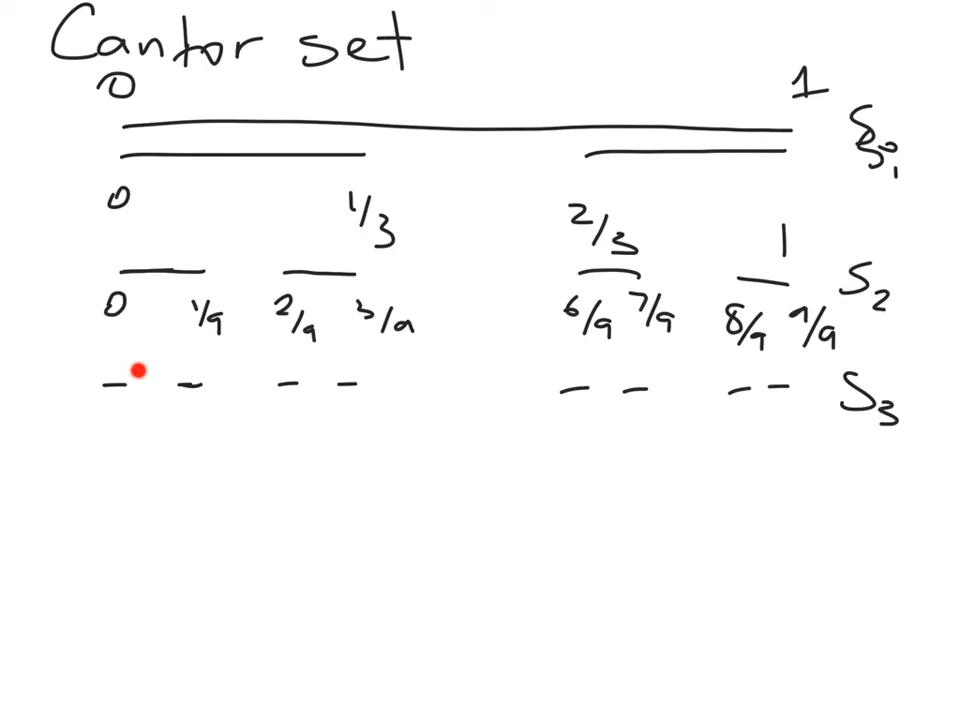 Cantor set
0 1
S0
S1
0 1/3 2/3 1
S2
0 1/9 2/9 3/9 6/9 7/9 8/9 9/9
S3